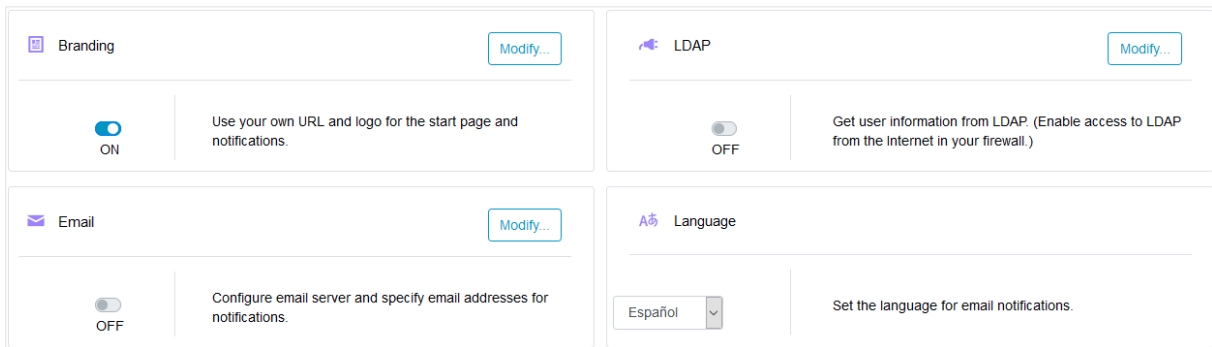 Branding
Modify...
ON
Use your own URL and logo for the start page and
notifications.
LDAP
Modify...
OFF
Get user information from LDAP. (Enable access to LDAP
from the Internet in your firewall.)
Email
Modify...
OFF
Configure email server and specify email addresses for
notifications.
Aあ Language
Español
Set the language for email notifications.